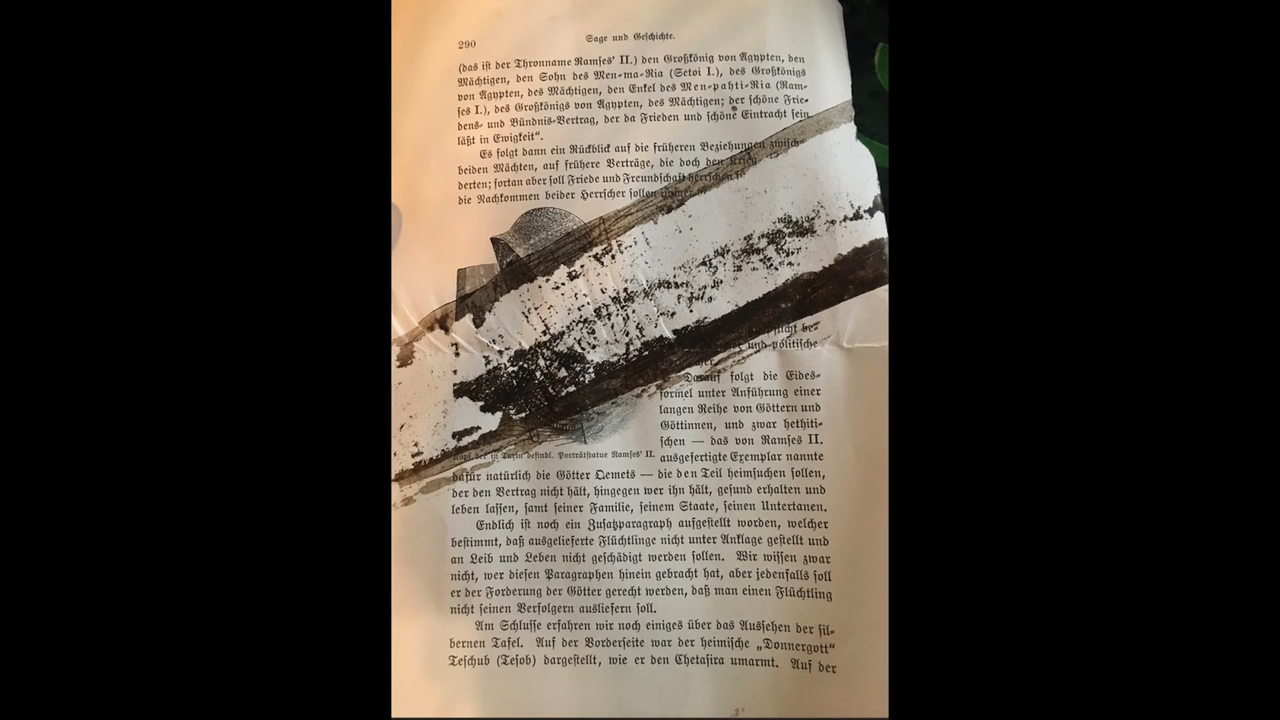 290
Sage und Geschichte.
(das ist der Thronname Ramses' II.) den Großkönig von Ägypten, den
Mächtigen, den Sohn des Men-ma-Ria (Setoi I.), des Großkönigs
von Ägypten, des Mächtigen, den Enkel des Men-pahti-Ria (Ram-
ses I.), des Großkönigs von Ägypten, des Mächtigen; der schöne Frie-
dens- und Bündnis-Vertrag, der da Frieden und schöne Eintracht sein
läßt in Ewigkeit“.
Es folgt dann ein Rückblick auf die früheren Beziehungen
beiden Mächten, auf frühere Verträge, die doch den Krieg
derten; fortan aber soll Friede und Freundschaft herrschen
die Nachkommen beider Herrscher sollen immer
be-
und politische
Darauf folgt die Eides-
formel unter Anführung einer
langen Reihe von Göttern und
Göttinnen, und zwar hethiti-
schen — das von Ramses II.
Kopf der in Turin befindl. Porträtstatue Ramses' II.
ausgefertigte Exemplar nannte
dafür natürlich die Götter Qemets — die den Teil heimsuchen sollen,
der den Vertrag nicht hält, hingegen wer ihn hält, gesund erhalten und
leben lassen, samt seiner Familie, seinem Staate, seinen Untertanen.
Endlich ist noch ein Zusatzparagraph aufgestellt worden, welcher
bestimmt, daß ausgelieferte Flüchtlinge nicht unter Anklage gestellt und
an Leib und Leben nicht geschädigt werden sollen. Wir wissen zwar
nicht, wer diesen Paragraphen hinein gebracht hat, aber jedenfalls soll
er der Forderung der Götter gerecht werden, daß man einen Flüchtling
nicht seinen Verfolgern ausliefern soll.
Am Schlusse erfahren wir noch einiges über das Aussehen der sil-
bernen Tafel. Auf der Vorderseite war der heimische „Donnergott“
Teschub (Tesob) dargestellt, wie er den Chetasira umarmt. Auf der